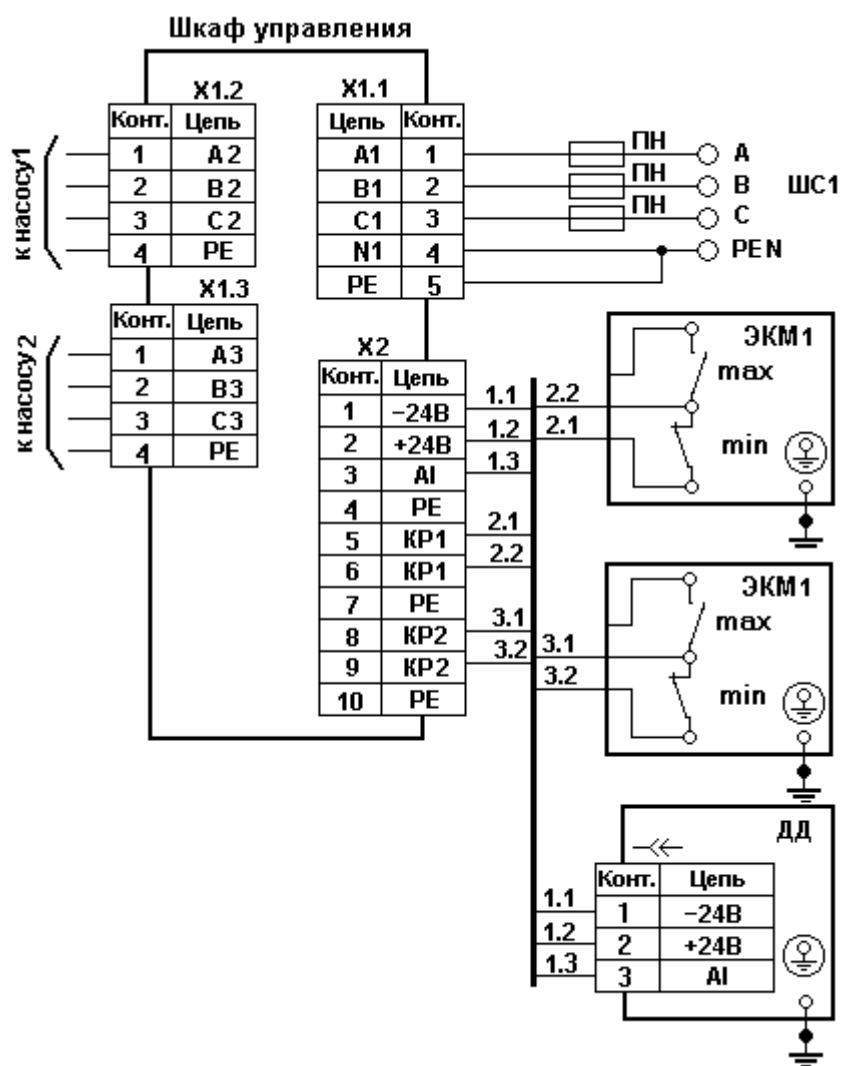 Шкаф управления
X1.2
Конт. Цепь
1 A2
2 B2
3 C2
4 PE
к насосу1
X1.3
Конт. Цепь
1 A3
2 B3
3 C3
4 PE
к насосу2
X1.1
Цепь Конт.
A1 1
B1 2
C1 3
N1 4
PE 5
ПН A
ПН B
ПН C
PEN
ШС1
X2
Конт. Цепь
1 −24В
2 +24В
3 AI
4 PE
5 КР1
6 КР1
7 PE
8 КР2
9 КР2
10 PE
1.1
1.2
1.3
2.1
2.2
3.1
3.2
2.2
2.1
ЭКМ1
max
min
3.1
3.2
ЭКМ1
max
min
1.1
1.2
1.3
ДД
Конт. Цепь
1 −24В
2 +24В
3 AI